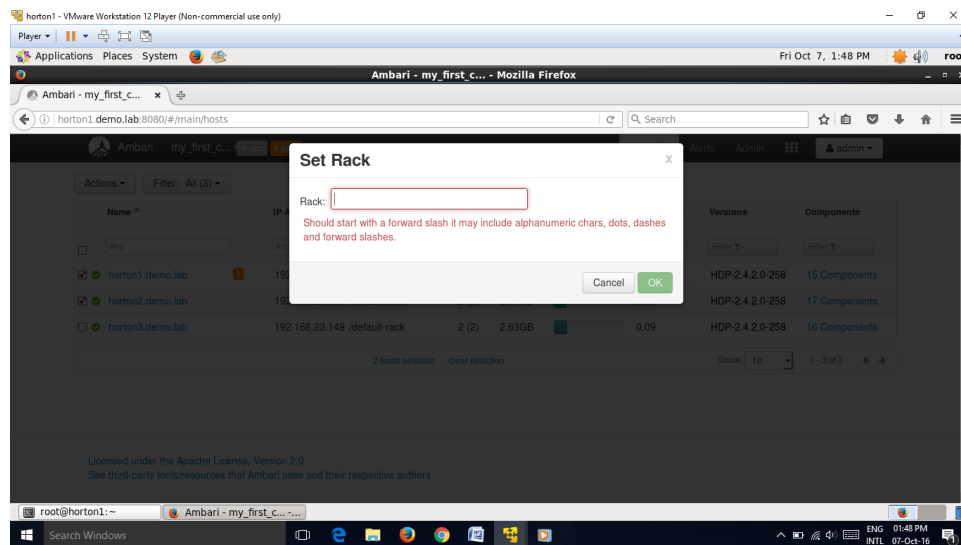 horton1 - VMware Workstation 12 Player (Non-commercial use only)
Player
Applications Places System Fri Oct 7, 1:48 PM roo
Ambari - my_first_c... - Mozilla Firefox
Ambari - my_first_c...
horton1.demo.lab:8080/#/main/hosts Search
Ambari my_first_c... Alerts Admin admin
Set Rack X
Actions Filter: All (3)
Rack:
Should start with a forward slash it may include alphanumeric chars, dots, dashes
and forward slashes.
Name IP Versions Components
Any Filter Filter
Cancel OK
horton1.demo.lab 192 HDP-2.4.2.0-258 15 Components
horton2.demo.lab 192 HDP-2.4.2.0-258 17 Components
horton3.demo.lab 192.168.23.149 /default-rack 2 (2) 2.63GB 0.09 HDP-2.4.2.0-258 16 Components
2 hosts selected - clear selection Show: 10 1 - 3 of 3
Licensed under the Apache License, Version 2.0.
See third-party tools/resources that Ambari uses and their respective authors
root@horton1:~ Ambari - my_first_c... -...
Search Windows ENG 01:48 PM
INTL 07-Oct-16